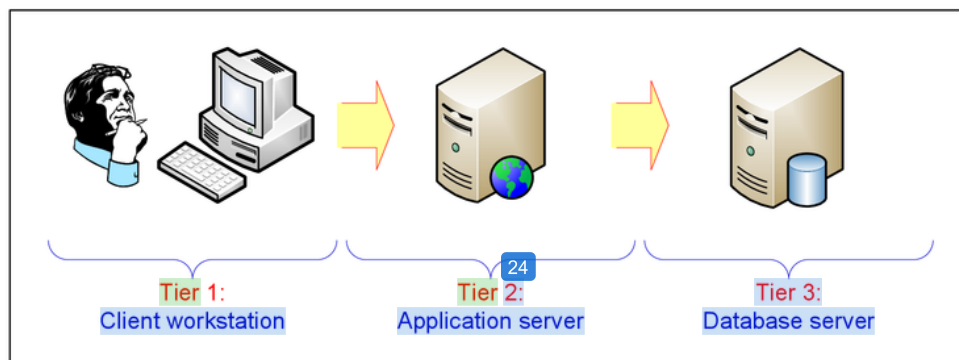 24
Tier 1:
Client workstation
Tier 2:
Application server
Tier 3:
Database server